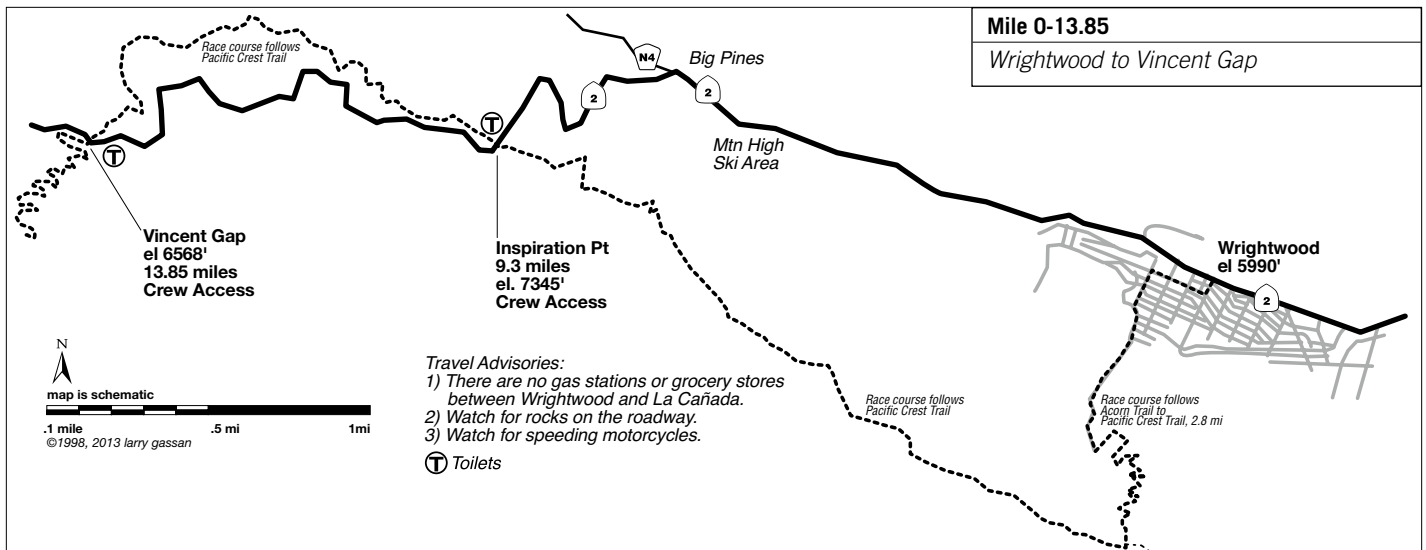 Mile 0-13.85
Wrightwood to Vincent Gap
Race course follows
Pacific Crest Trail
N4
Big Pines
2
2
T
T
Mtn High
Ski Area
Vincent Gap
el 6568'
13.85 miles
Crew Access
Inspiration Pt
9.3 miles
el. 7345'
Crew Access
Wrightwood
el 5990'
2
N
map is schematic
.1 mile .5 mi 1mi
©1998, 2013 larry gassan
Travel Advisories:
1) There are no gas stations or grocery stores
between Wrightwood and La Cañada.
2) Watch for rocks on the roadway.
3) Watch for speeding motorcycles.
T Toilets
Race course follows
Pacific Crest Trail
Race course follows
Acorn Trail to
Pacific Crest Trail, 2.8 mi